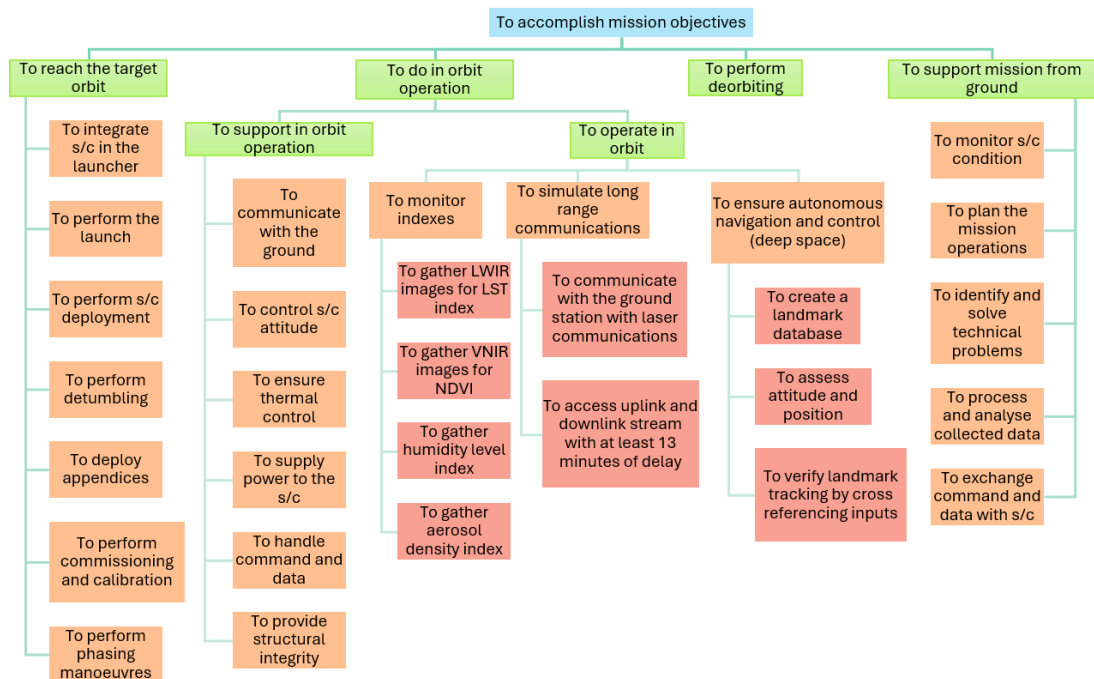 To accomplish mission objectives
To reach the target
orbit
To do in orbit
operation
To perform
deorbiting
To support mission from
ground
To integrate
s/c in the
launcher
To perform the
launch
To perform s/c
deployment
To perform
detumbling
To deploy
appendices
To perform
commissioning
and calibration
To perform
phasing
manoeuvres
To support in orbit
operation
To communicate
with the
ground
To control s/c
attitude
To ensure
thermal
control
To supply
power to the
s/c
To handle
command and
data
To provide
structural
integrity
To operate in
orbit
To monitor
indexes
To gather LWIR
images for LST
index
To gather VNIR
images for
NDVI
To gather
humidity level
index
To gather
aerosol
density index
To simulate long
range
communications
To communicate
with the ground
station with laser
communications
To access uplink and
downlink stream
with at least 13
minutes of delay
To ensure autonomous
navigation and control
(deep space)
To create a
landmark
database
To assess
attitude and
position
To verify landmark
tracking by cross
referencing inputs
To monitor s/c
condition
To plan the
mission
operations
To identify and
solve
technical
problems
To process
and analyse
collected data
To exchange
command and
data with s/c